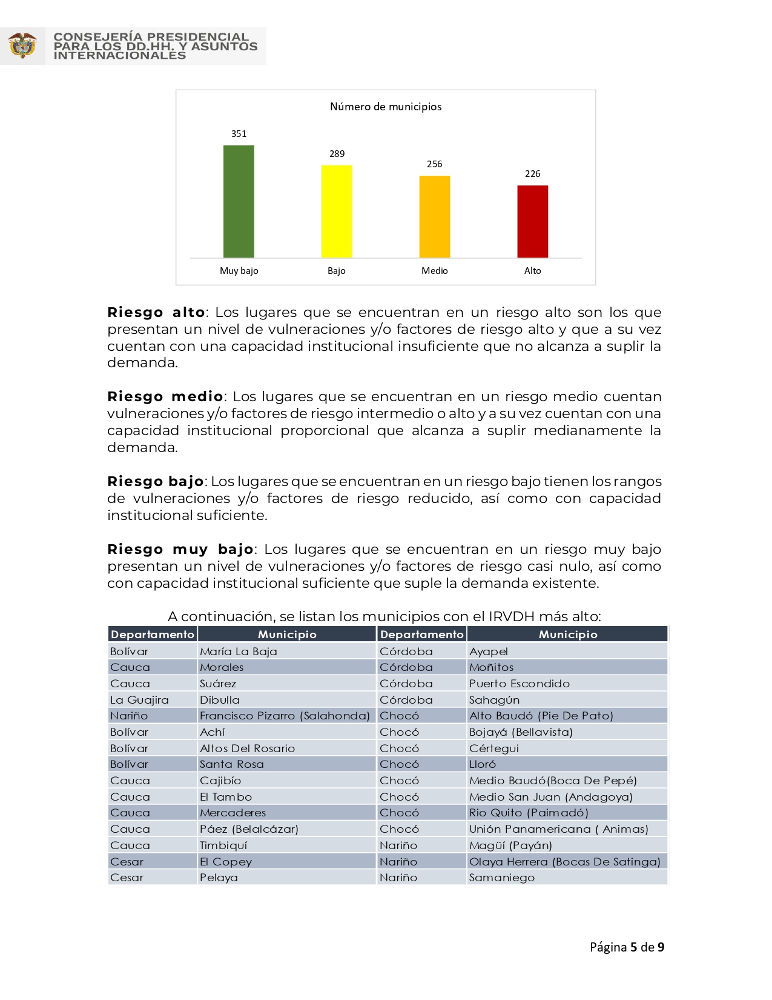 CONSEJERÍA PRESIDENCIAL
PARA LOS DD.HH. Y ASUNTOS
INTERNACIONALES
Número de municipios
351
289
256
226
Muy bajo Bajo Medio Alto
Riesgo alto: Los lugares que se encuentran en un riesgo alto son los que
presentan un nivel de vulneraciones y/o factores de riesgo alto y que a su vez
cuentan con una capacidad institucional insuficiente que no alcanza a suplir la
demanda.
Riesgo medio: Los lugares que se encuentran en un riesgo medio cuentan
vulneraciones y/o factores de riesgo intermedio o alto y a su vez cuentan con una
capacidad institucional proporcional que alcanza a suplir medianamente la
demanda.
Riesgo bajo: Los lugares que se encuentran en un riesgo bajo tienen los rangos
de vulneraciones y/o factores de riesgo reducido, así como con capacidad
institucional suficiente.
Riesgo muy bajo: Los lugares que se encuentran en un riesgo muy bajo
presentan un nivel de vulneraciones y/o factores de riesgo casi nulo, así como
con capacidad institucional suficiente que suple la demanda existente.
A continuación, se listan los municipios con el IRVDH más alto:
Departamento Municipio Departamento Municipio
Bolívar María La Baja Córdoba Ayapel
Cauca Morales Córdoba Moñitos
Cauca Suárez Córdoba Puerto Escondido
La Guajira Dibulla Córdoba Sahagún
Nariño Francisco Pizarro (Salahonda) Chocó Alto Baudó (Pie De Pato)
Bolívar Achí Chocó Bojayá (Bellavista)
Bolívar Altos Del Rosario Chocó Cértegui
Bolívar Santa Rosa Chocó Lloró
Cauca Cajibío Chocó Medio Baudó(Boca De Pepé)
Cauca El Tambo Chocó Medio San Juan (Andagoya)
Cauca Mercaderes Chocó Rio Quito (Paimadó)
Cauca Páez (Belalcázar) Chocó Unión Panamericana ( Animas)
Cauca Timbiquí Nariño Magüí (Payán)
Cesar El Copey Nariño Olaya Herrera (Bocas De Satinga)
Cesar Pelaya Nariño Samaniego
Página 5 de 9